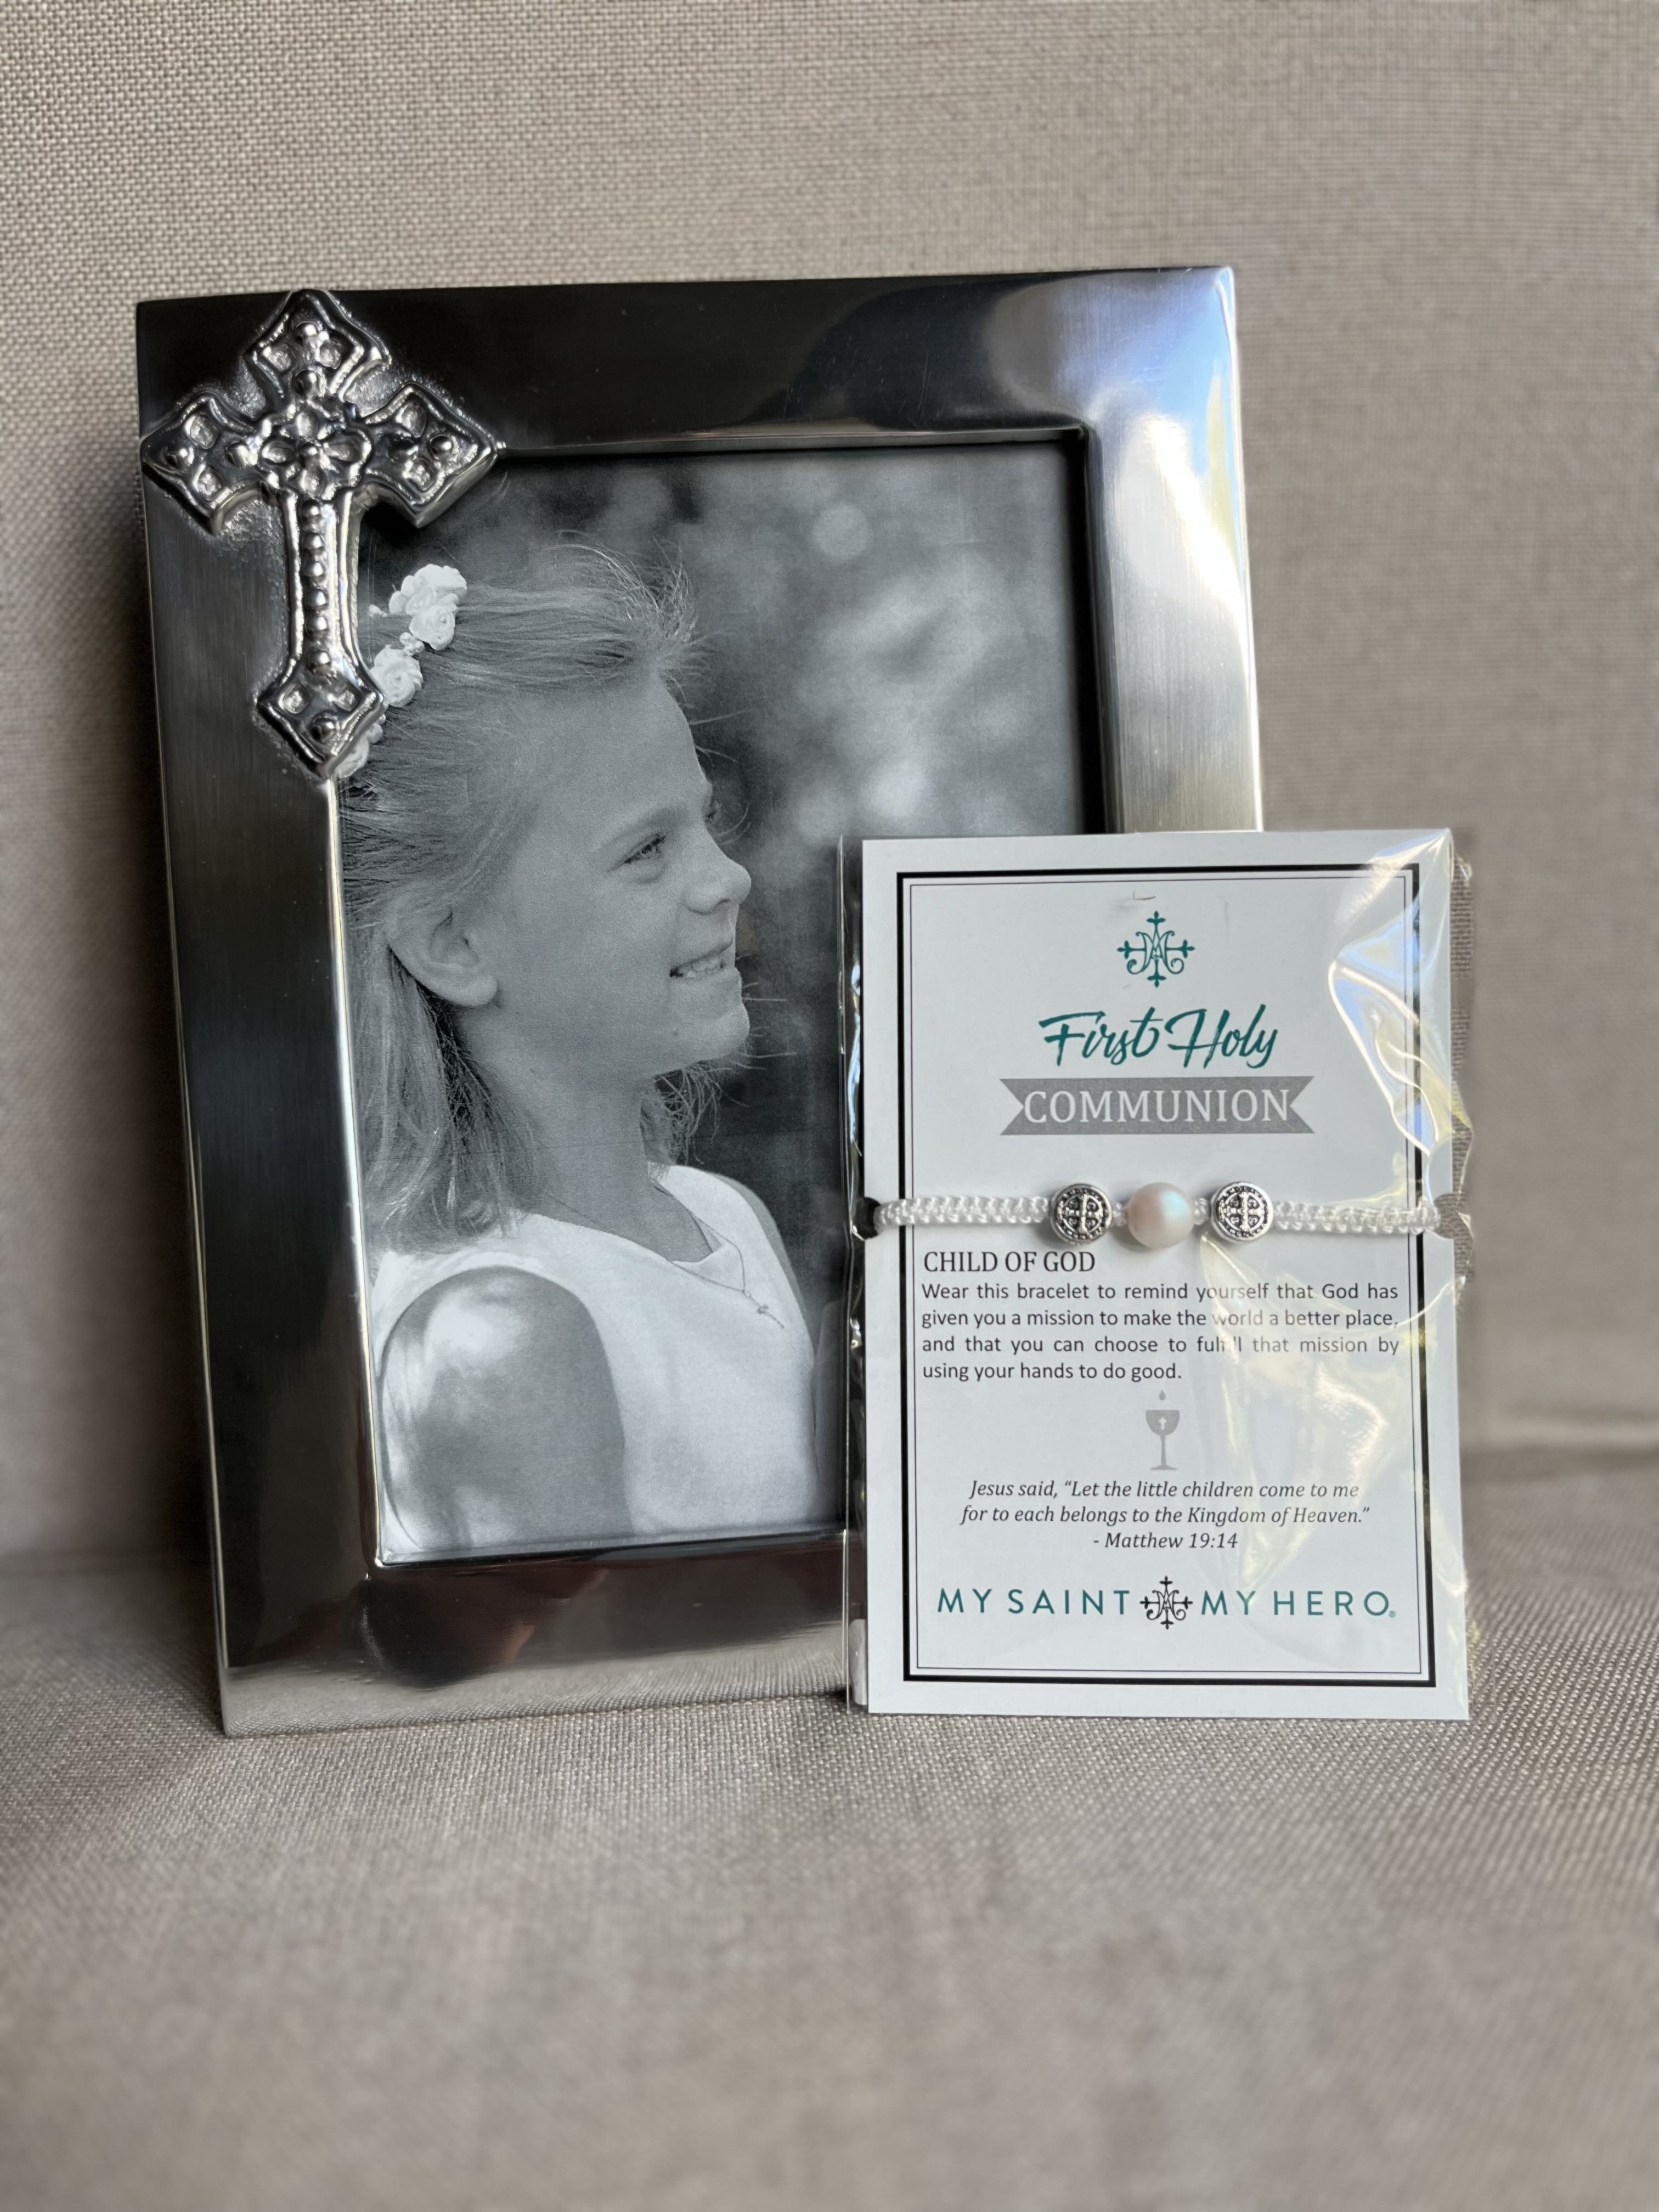 First Holy
COMMUNION
CHILD OF GOD
Wear this bracelet to remind yourself that God has
given you a mission to make the world a better place,
and that you can choose to fulfill that mission by
using your hands to do good.
Jesus said, “Let the little children come to me
for to each belongs to the Kingdom of Heaven.”
- Matthew 19:14
MY SAINT MY HERO®